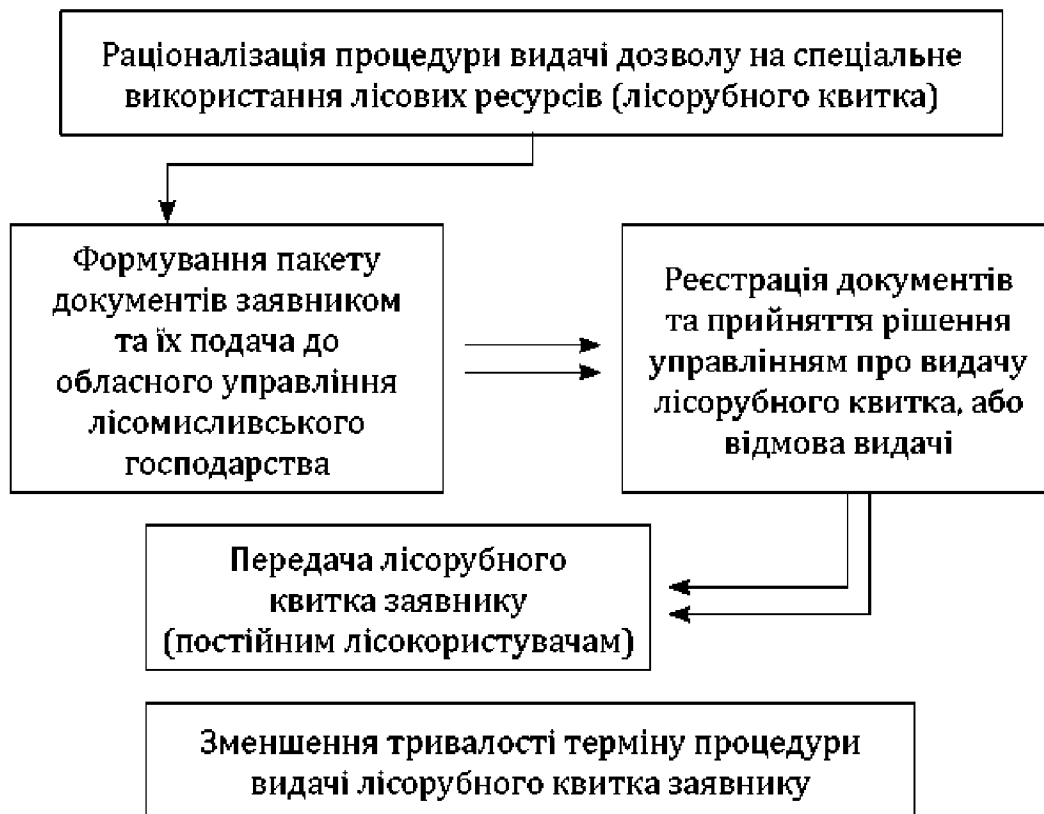 Раціоналізація процедури видачі дозволу на спеціальне
використання лісових ресурсів (лісорубного квитка)
Формування пакету
документів заявником
та їх подача до
обласного управління
лісомисливського
господарства
Реєстрація документів
та прийняття рішення
управлінням про видачу
лісорубного квитка, або
відмова видачі
Передача лісорубного
квитка заявнику
(постійним лісокористувачам)
Зменшення тривалості терміну процедури
видачі лісорубного квитка заявнику